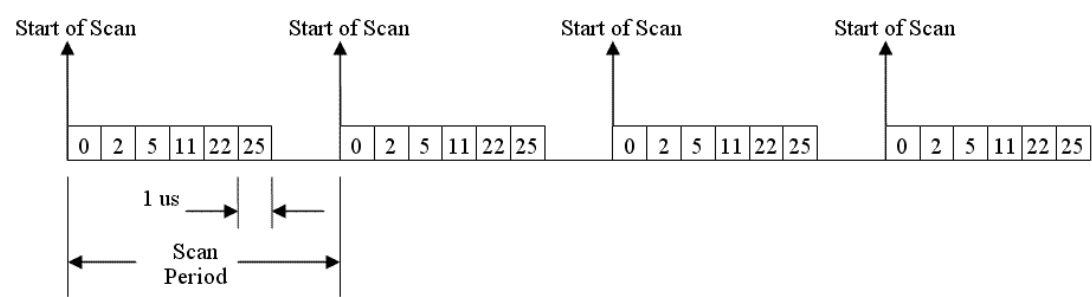 Start of Scan Start of Scan Start of Scan Start of Scan
0 2 5 11 22 25 0 2 5 11 22 25 0 2 5 11 22 25 0 2 5 11 22 25
1 us
Scan
Period